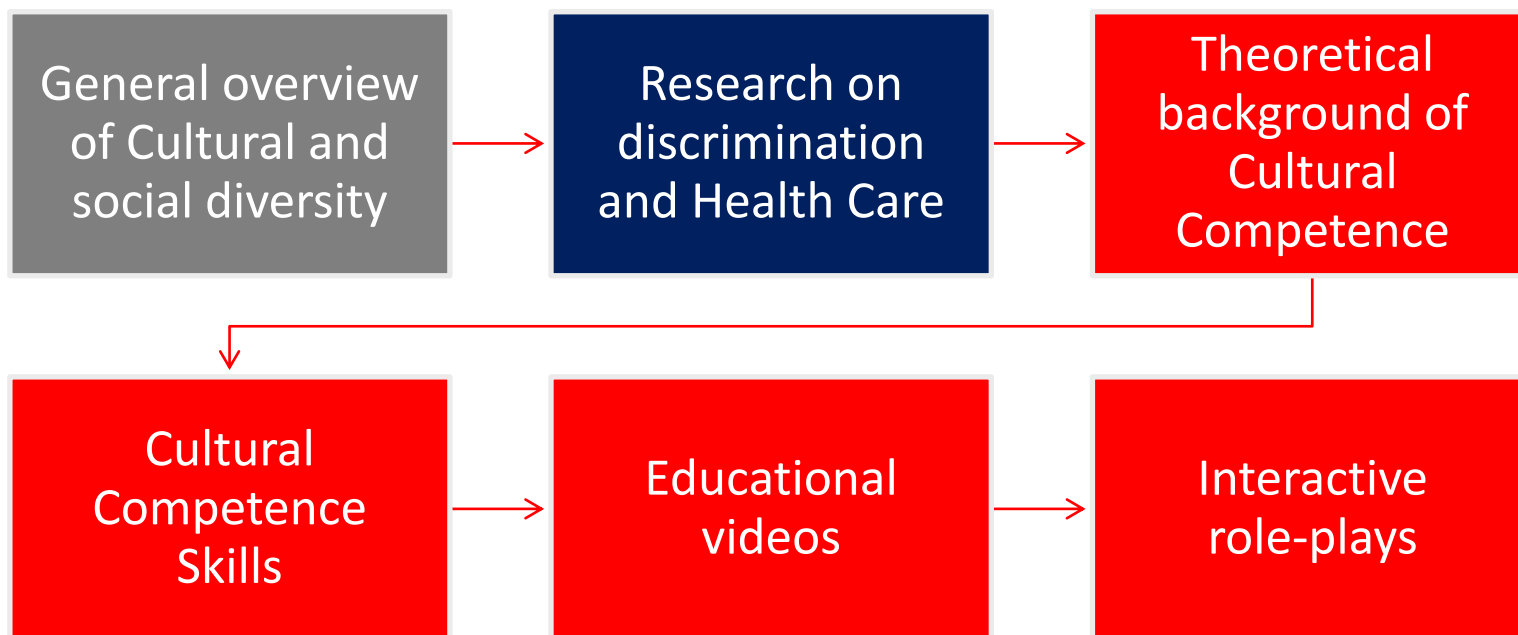 General overview
of Cultural and
social diversity
Research on
discrimination
and Health Care
Theoretical
background of
Cultural
Competence
Cultural
Competence
Skills
Educational
videos
Interactive
role-plays